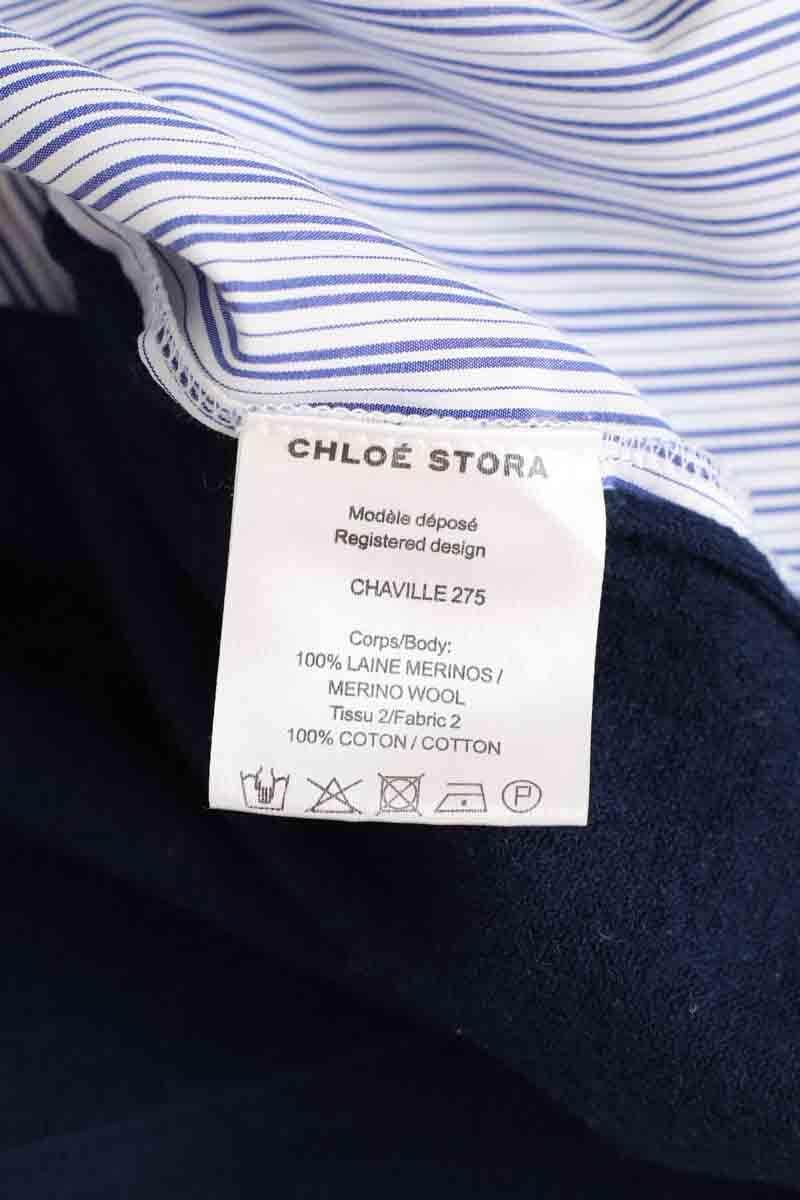 CHLOÉ STORA
Modèle déposé
Registered design
CHAVILLE 275
Corps/Body:
100% LAINE MERINOS /
MERINO WOOL
Tissu 2/Fabric 2
100% COTON / COTTON
P